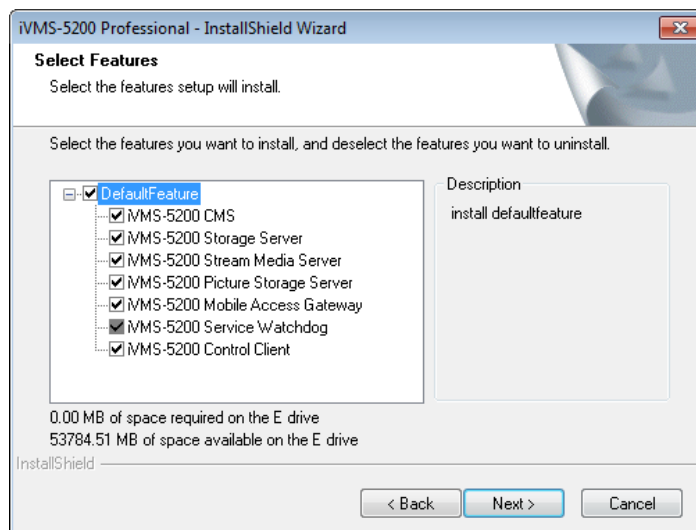 iVMS-5200 Professional - InstallShield Wizard
Select Features
Select the features setup will install.
Select the features you want to install, and deselect the features you want to uninstall.
DefaultFeature
iVMS-5200 CMS
iVMS-5200 Storage Server
iVMS-5200 Stream Media Server
iVMS-5200 Picture Storage Server
iVMS-5200 Mobile Access Gateway
iVMS-5200 Service Watchdog
iVMS-5200 Control Client
Description
install defaultfeature
0.00 MB of space required on the E drive
53784.51 MB of space available on the E drive
InstallShield
< Back
Next >
Cancel